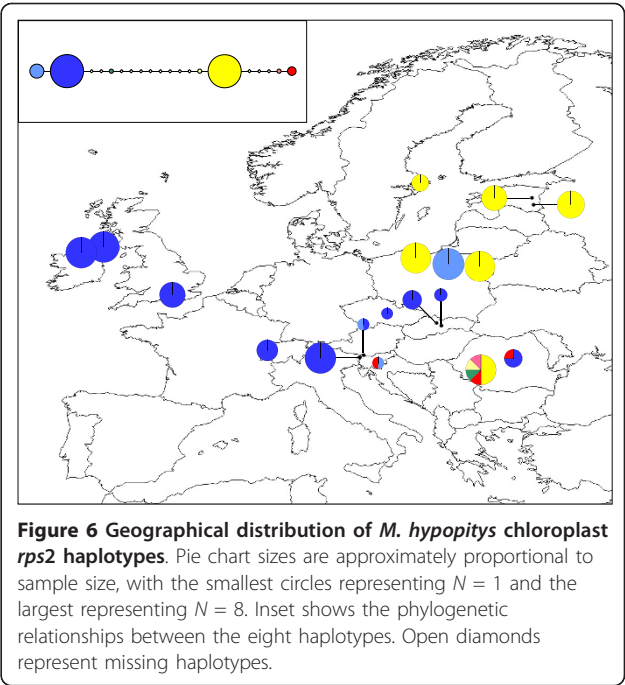 Figure 6 Geographical distribution of M. hypopitys chloroplast
rps2 haplotypes. Pie chart sizes are approximately proportional to
sample size, with the smallest circles representing N = 1 and the
largest representing N = 8. Inset shows the phylogenetic
relationships between the eight haplotypes. Open diamonds
represent missing haplotypes.